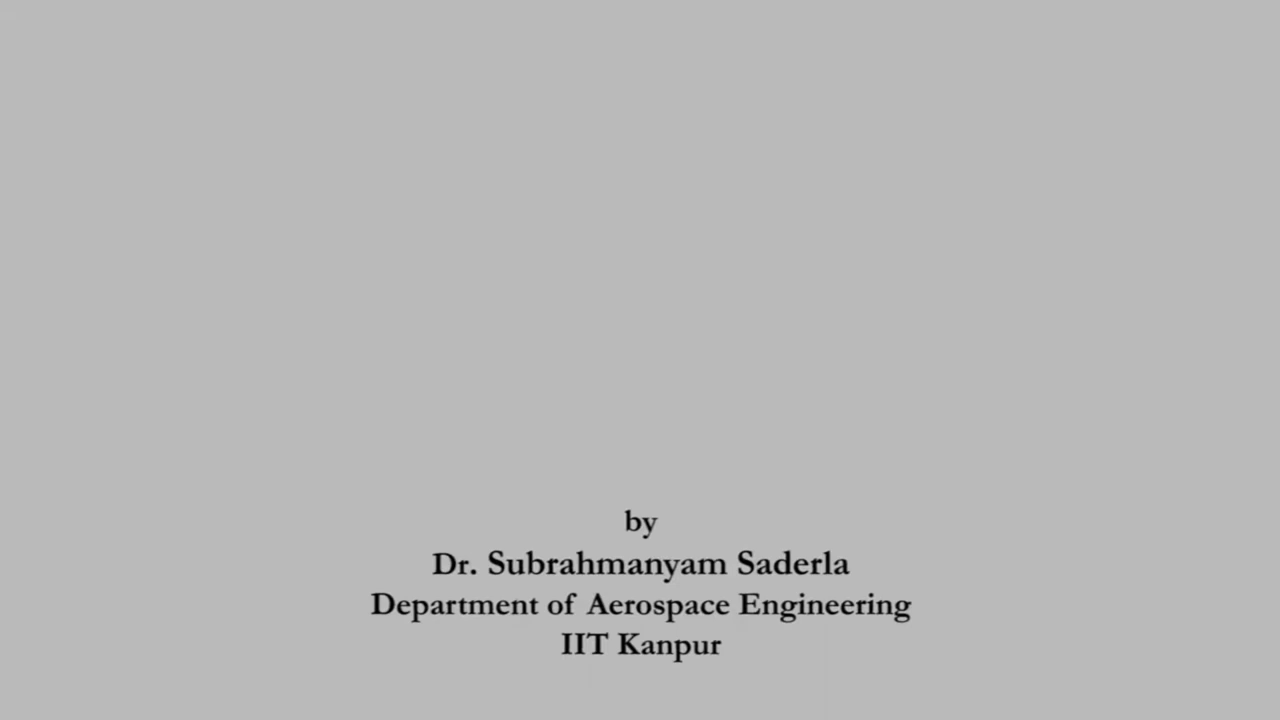 by
Dr. Subrahmanyam Saderla
Department of Aerospace Engineering
IIT Kanpur